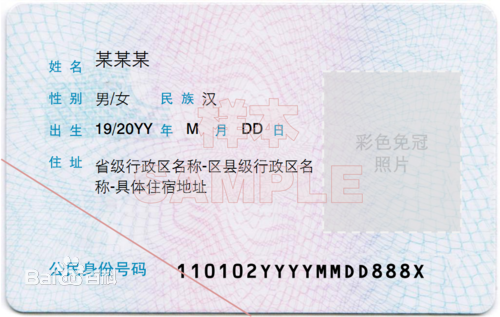 姓名 某某某
性别 男/女 民族 汉
出生 19/20YY 年 M 月 DD 日
样本
彩色免冠
照片
住址 省级行政区名称-区县级行政区名
称-具体住宿地址
SAMPLE
Bai百科
公民身份号码 110102YYYYMMDD888X